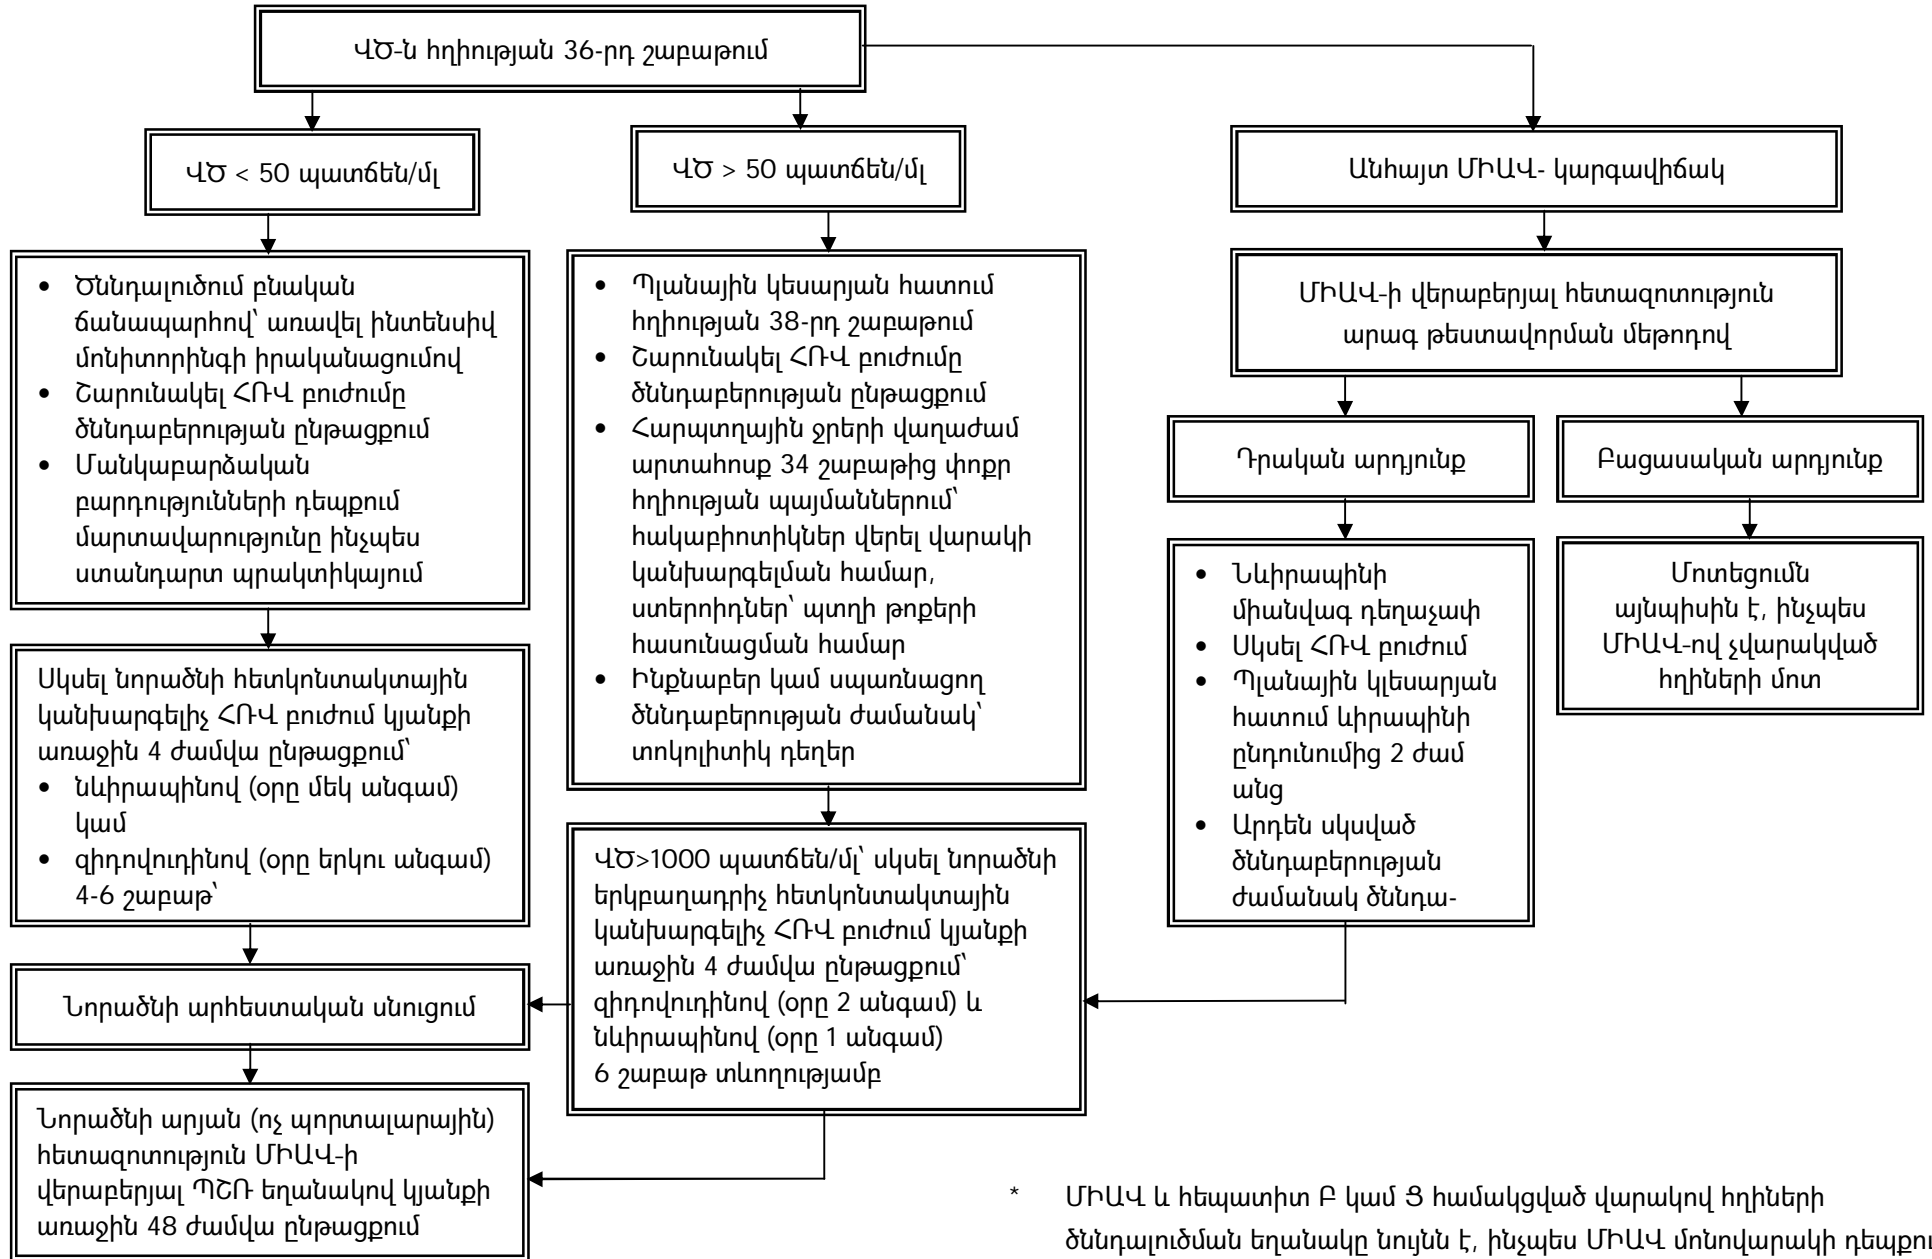 ՎԾ-ն հղիության 36-րդ շաբաթում
ՎԾ < 50 պատճեն/մլ
ՎԾ > 50 պատճեն/մլ
Անհայտ ՄԻԱՎ- կարգավիճակ
• Ծննդալուծում բնական
ճանապարհով՝ առավել ինտենսիվ
մոնիտորինգի իրականացումով
• Շարունակել ՀՌՎ բուժումը
ծննդաբերության ընթացքում
• Մանկաբարձական
բարդությունների դեպքում
մարտավարությունը ինչպես
ստանդարտ պրակտիկայում
• Պլանային կեսարյան հատում
հղիության 38-րդ շաբաթում
• Շարունակել ՀՌՎ բուժումը
ծննդաբերության ընթացքում
• Հարպտղային ջրերի վաղաժամ
արտահոսք 34 շաբաթից փոքր
հղիության պայմաններում՝
հակաբիոտիկներ վերել վարակի
կանխարգելման համար,
ստերոիդներ՝ պտղի թոքերի
հասունացման համար
• Ինքնաբեր կամ սպառնացող
ծննդաբերության ժամանակ՝
տոկոլիտիկ դեղեր
ՄԻԱՎ-ի վերաբերյալ հետազոտություն
արագ թեստավորման մեթոդով
Դրական արդյունք
Բացասական արդյունք
• Նևիրապինի
միանվագ դեղաչափ
• Սկսել ՀՌՎ բուժում
• Պլանային կլեսարյան
հատում ևիրապինի
ընդունումից 2 ժամ
անց
• Արդեն սկսված
ծննդաբերության
ժամանակ ծննդա-
Մոտեցումն
այնպիսին է, ինչպես
ՄԻԱՎ-ով չվարակված
հղիների մոտ
Սկսել նորածնի հետկոնտակտային
կանխարգելիչ ՀՌՎ բուժում կյանքի
առաջին 4 ժամվա ընթացքում՝
• նևիրապինով (օրը մեկ անգամ)
կամ
• զիդովուդինով (օրը երկու անգամ)
4-6 շաբաթ՝
ՎԾ>1000 պատճեն/մլ՝ սկսել նորածնի
երկբաղադրիչ հետկոնտակտային
կանխարգելիչ ՀՌՎ բուժում կյանքի
առաջին 4 ժամվա ընթացքում՝
զիդովուդինով (օրը 2 անգամ) և
նևիրապինով (օրը 1 անգամ)
6 շաբաթ տևողությամբ
Նորածնի արհեստական սնուցում
Նորածնի արյան (ոչ պորտալարային)
հետազոտություն ՄԻԱՎ-ի
վերաբերյալ ՊՇՌ եղանակով կյանքի
առաջին 48 ժամվա ընթացքում
* ՄԻԱՎ և հեպատիտ Բ կամ Ց համակցված վարակով հղիների
ծննդալուծման եղանակը նույնն է, ինչպես ՄԻԱՎ մոնովարակի դեպքո